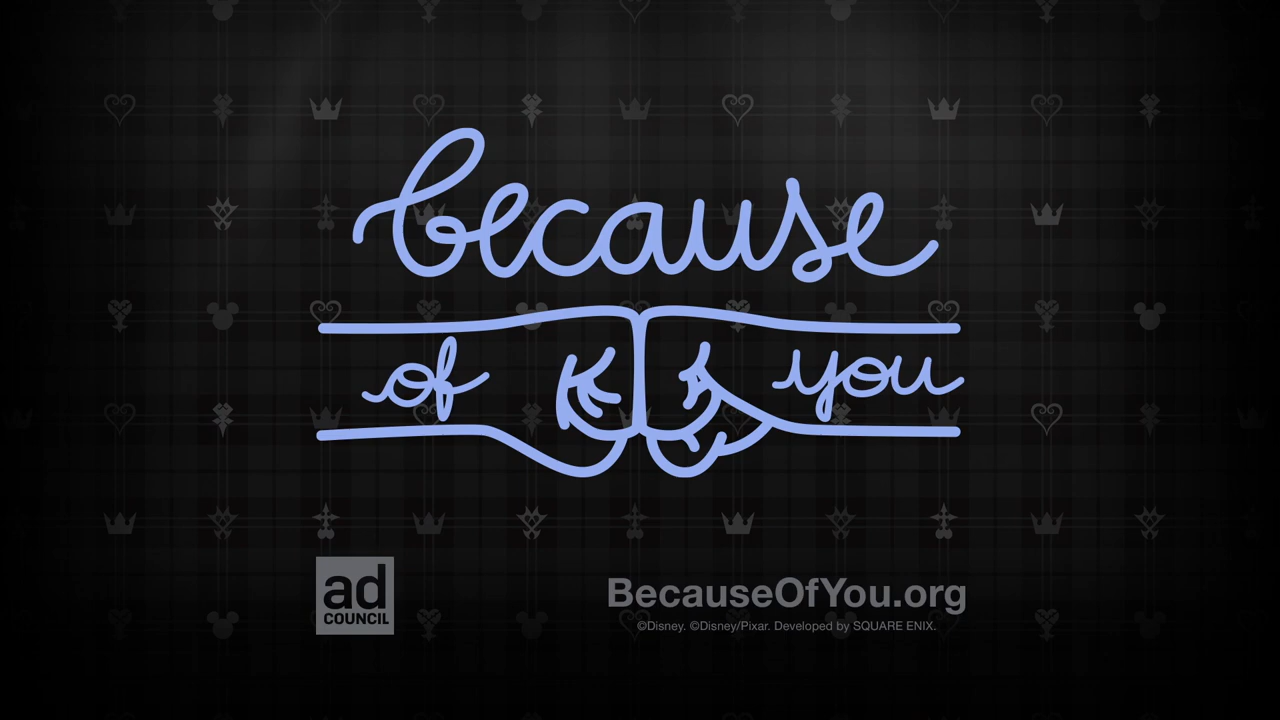 because
of you
ad
COUNCIL
BecauseOfYou.org
©Disney. ©Disney/Pixar. Developed by SQUARE ENIX.